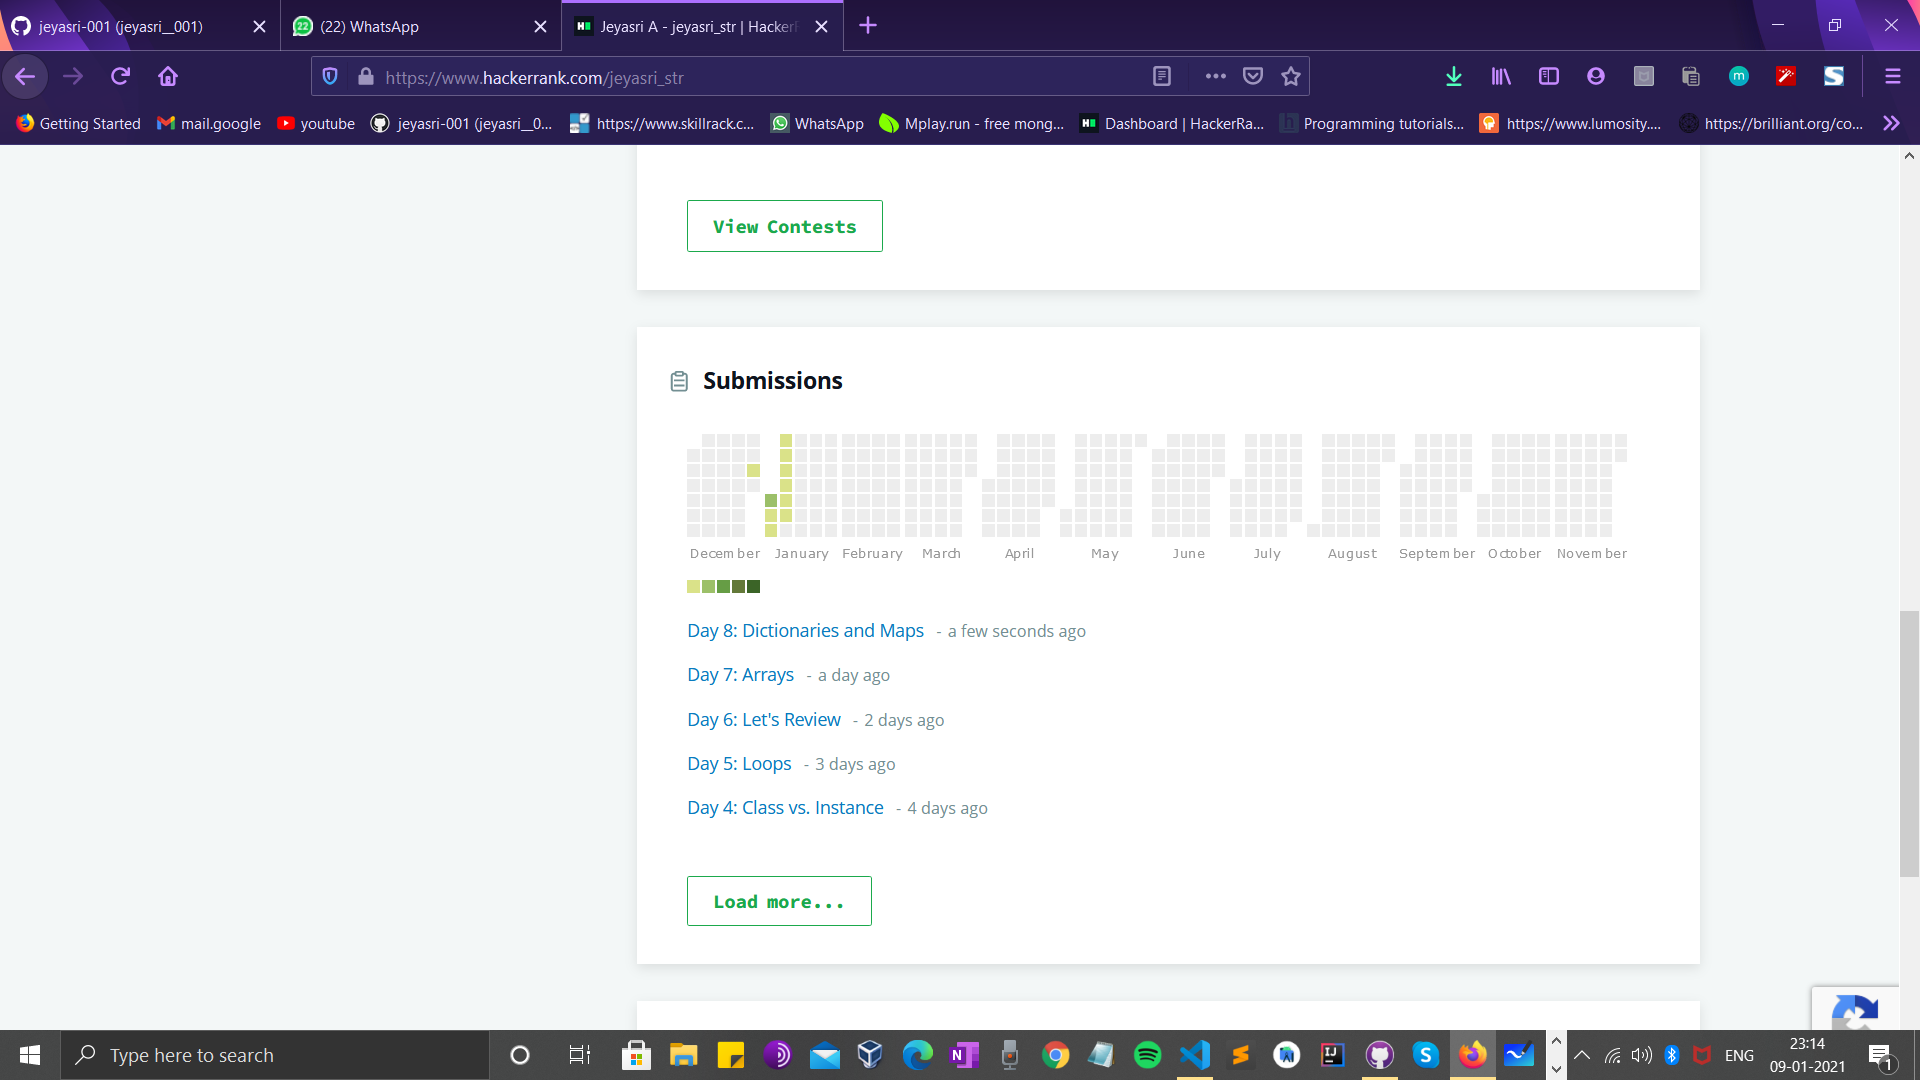 jeyasri-001 (jeyasri__001)
(22) WhatsApp
Jeyasri A - jeyasri_str | HackerR
https://www.hackerrank.com/jeyasri_str
Getting Started
mail.google
youtube
jeyasri-001 (jeyasri__0...
https://www.skillrack.c...
WhatsApp
Mplay.run - free mong...
Dashboard | HackerRa...
Programming tutorials...
https://www.lumosity....
https://brilliant.org/co...
View Contests
Submissions
December January February March April May June July August September October November
Day 8: Dictionaries and Maps - a few seconds ago
Day 7: Arrays - a day ago
Day 6: Let's Review - 2 days ago
Day 5: Loops - 3 days ago
Day 4: Class vs. Instance - 4 days ago
Load more...
Type here to search
ENG
23:14
09-01-2021
1